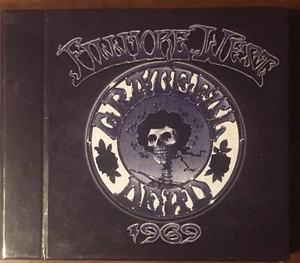 FILLMORE WEST
GRATEFUL
DEAD
1969